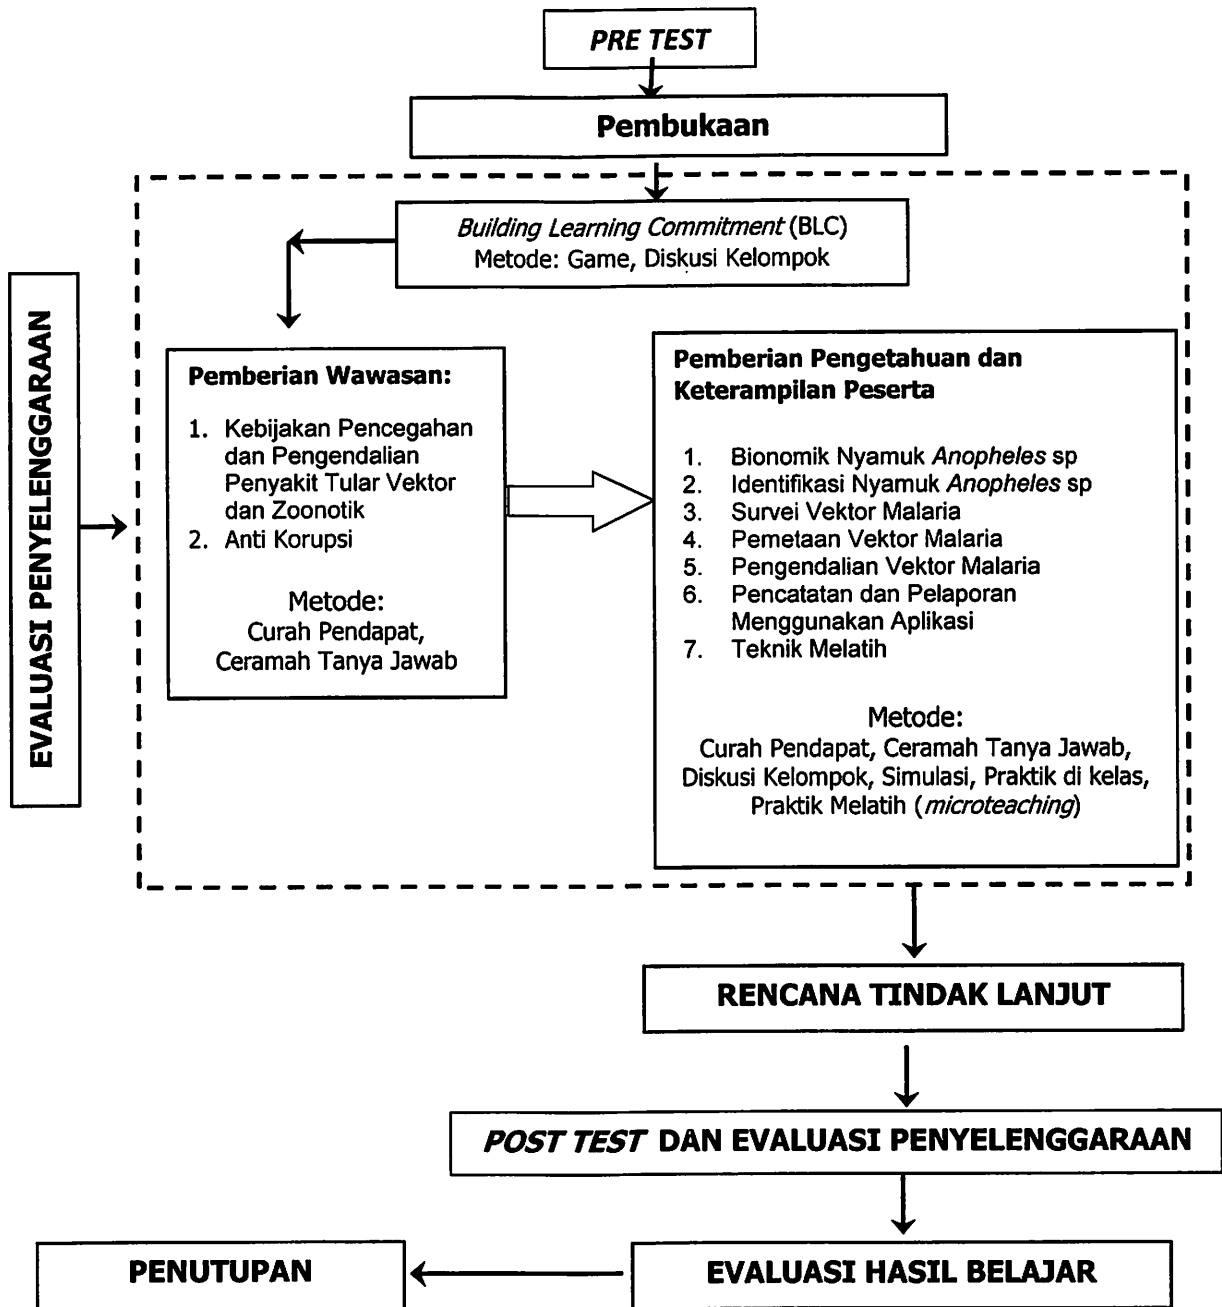 PRE TEST
Pembukaan
Building Learning Commitment (BLC)
Metode: Game, Diskusi Kelompok
EVALUASI PENYELENGGARAAN
Pemberian Wawasan:
1. Kebijakan Pencegahan
dan Pengendalian
Penyakit Tular Vektor
dan Zoonotik
2. Anti Korupsi
Metode:
Curah Pendapat,
Ceramah Tanya Jawab
Pemberian Pengetahuan dan
Keterampilan Peserta
1. Bionomik Nyamuk Anopheles sp
2. Identifikasi Nyamuk Anopheles sp
3. Survei Vektor Malaria
4. Pemetaan Vektor Malaria
5. Pengendalian Vektor Malaria
6. Pencatatan dan Pelaporan
Menggunakan Aplikasi
7. Teknik Melatih
Metode:
Curah Pendapat, Ceramah Tanya Jawab,
Diskusi Kelompok, Simulasi, Praktik di kelas,
Praktik Melatih (microteaching)
RENCANA TINDAK LANJUT
POST TEST DAN EVALUASI PENYELENGGARAAN
EVALUASI HASIL BELAJAR
PENUTUPAN